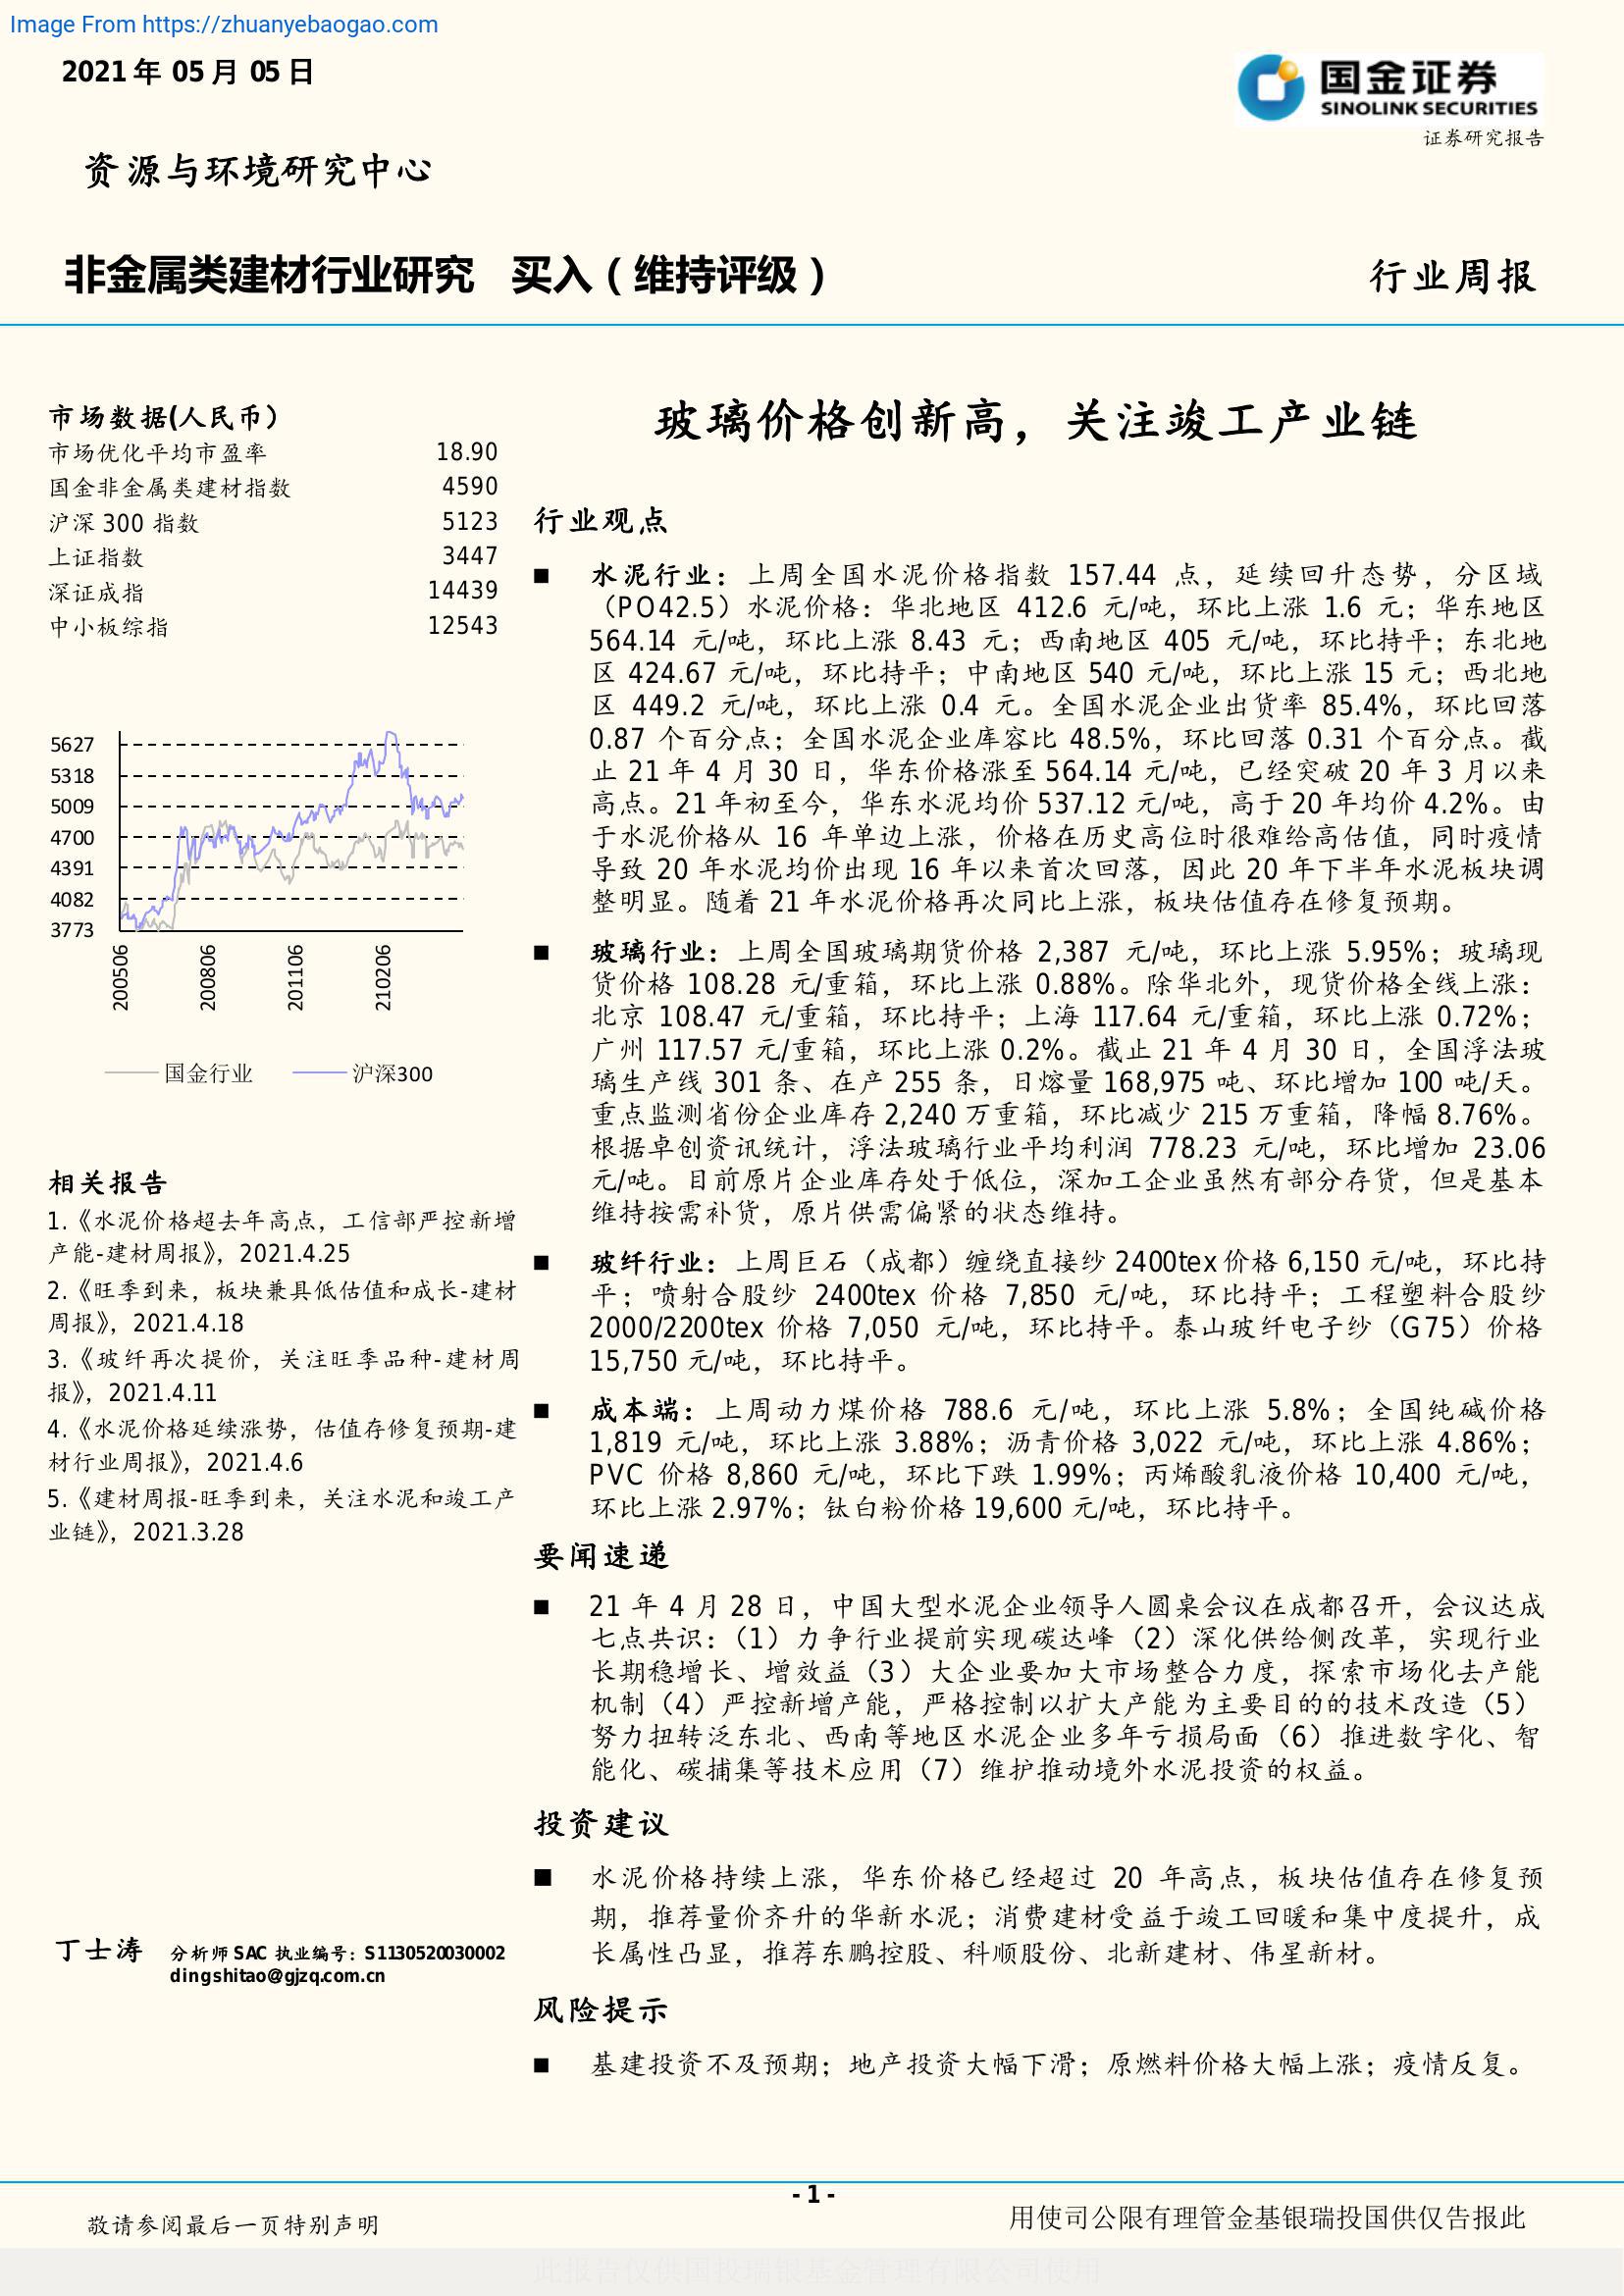 Image From https://zhuanyebaogao.com
2021 年 05 月 05 日
国金证券
SINOLINK SECURITIES
证券研究报告
资源与环境研究中心
非金属类建材行业研究 买入（维持评级）
行业周报
市场数据(人民币）
市场优化平均市盈率 18.90
国金非金属类建材指数 4590
沪深 300 指数 5123
上证指数 3447
深证成指 14439
中小板综指 12543
5627
5318
5009
4700
4391
4082
3773
200506
200806
201106
210206
国金行业 沪深300
相关报告
1.《水泥价格超去年高点，工信部严控新增
产能-建材周报》，2021.4.25
2.《旺季到来，板块兼具低估值和成长-建材
周报》，2021.4.18
3.《玻纤再次提价，关注旺季品种-建材周
报》，2021.4.11
4.《水泥价格延续涨势，估值存修复预期-建
材行业周报》，2021.4.6
5.《建材周报-旺季到来，关注水泥和竣工产
业链》，2021.3.28
丁士涛 分析师 SAC 执业编号：S1130520030002
dingshitao@gjzq.com.cn
玻璃价格创新高，关注竣工产业链
行业观点
■ 水泥行业：上周全国水泥价格指数 157.44 点，延续回升态势，分区域
（PO42.5）水泥价格：华北地区 412.6 元/吨，环比上涨 1.6 元；华东地区
564.14 元/吨，环比上涨 8.43 元；西南地区 405 元/吨，环比持平；东北地
区 424.67 元/吨，环比持平；中南地区 540 元/吨，环比上涨 15 元；西北地
区 449.2 元/吨，环比上涨 0.4 元。全国水泥企业出货率 85.4%，环比回落
0.87 个百分点；全国水泥企业库容比 48.5%，环比回落 0.31 个百分点。截
止 21 年 4 月 30 日，华东价格涨至 564.14 元/吨，已经突破 20 年 3 月以来
高点。21 年初至今，华东水泥均价 537.12 元/吨，高于 20 年均价 4.2%。由
于水泥价格从 16 年单边上涨，价格在历史高位时很难给高估值，同时疫情
导致 20 年水泥均价出现 16 年以来首次回落，因此 20 年下半年水泥板块调
整明显。随着 21 年水泥价格再次同比上涨，板块估值存在修复预期。
■ 玻璃行业：上周全国玻璃期货价格 2,387 元/吨，环比上涨 5.95%；玻璃现
货价格 108.28 元/重箱，环比上涨 0.88%。除华北外，现货价格全线上涨：
北京 108.47 元/重箱，环比持平；上海 117.64 元/重箱，环比上涨 0.72%；
广州 117.57 元/重箱，环比上涨 0.2%。截止 21 年 4 月 30 日，全国浮法玻
璃生产线 301 条、在产 255 条，日熔量 168,975 吨、环比增加 100 吨/天。
重点监测省份企业库存 2,240 万重箱，环比减少 215 万重箱，降幅 8.76%。
根据卓创资讯统计，浮法玻璃行业平均利润 778.23 元/吨，环比增加 23.06
元/吨。目前原片企业库存处于低位，深加工企业虽然有部分存货，但是基本
维持按需补货，原片供需偏紧的状态维持。
■ 玻纤行业：上周巨石（成都）缠绕直接纱 2400tex 价格 6,150 元/吨，环比持
平；喷射合股纱 2400tex 价格 7,850 元/吨，环比持平；工程塑料合股纱
2000/2200tex 价格 7,050 元/吨，环比持平。泰山玻纤电子纱（G75）价格
15,750 元/吨，环比持平。
■ 成本端：上周动力煤价格 788.6 元/吨，环比上涨 5.8%；全国纯碱价格
1,819 元/吨，环比上涨 3.88%；沥青价格 3,022 元/吨，环比上涨 4.86%；
PVC 价格 8,860 元/吨，环比下跌 1.99%；丙烯酸乳液价格 10,400 元/吨，
环比上涨 2.97%；钛白粉价格 19,600 元/吨，环比持平。
要闻速递
■ 21 年 4 月 28 日，中国大型水泥企业领导人圆桌会议在成都召开，会议达成
七点共识：（1）力争行业提前实现碳达峰（2）深化供给侧改革，实现行业
长期稳增长、增效益（3）大企业要加大市场整合力度，探索市场化去产能
机制（4）严控新增产能，严格控制以扩大产能为主要目的的技术改造（5）
努力扭转泛东北、西南等地区水泥企业多年亏损局面（6）推进数字化、智
能化、碳捕集等技术应用（7）维护推动境外水泥投资的权益。
投资建议
■ 水泥价格持续上涨，华东价格已经超过 20 年高点，板块估值存在修复预
期，推荐量价齐升的华新水泥；消费建材受益于竣工回暖和集中度提升，成
长属性凸显，推荐东鹏控股、科顺股份、北新建材、伟星新材。
风险提示
■ 基建投资不及预期；地产投资大幅下滑；原燃料价格大幅上涨；疫情反复。
- 1 -
敬请参阅最后一页特别声明
用使司公限有理管金基银瑞投国供仅告报此
此报告仅供国投瑞银基金管理有限公司使用